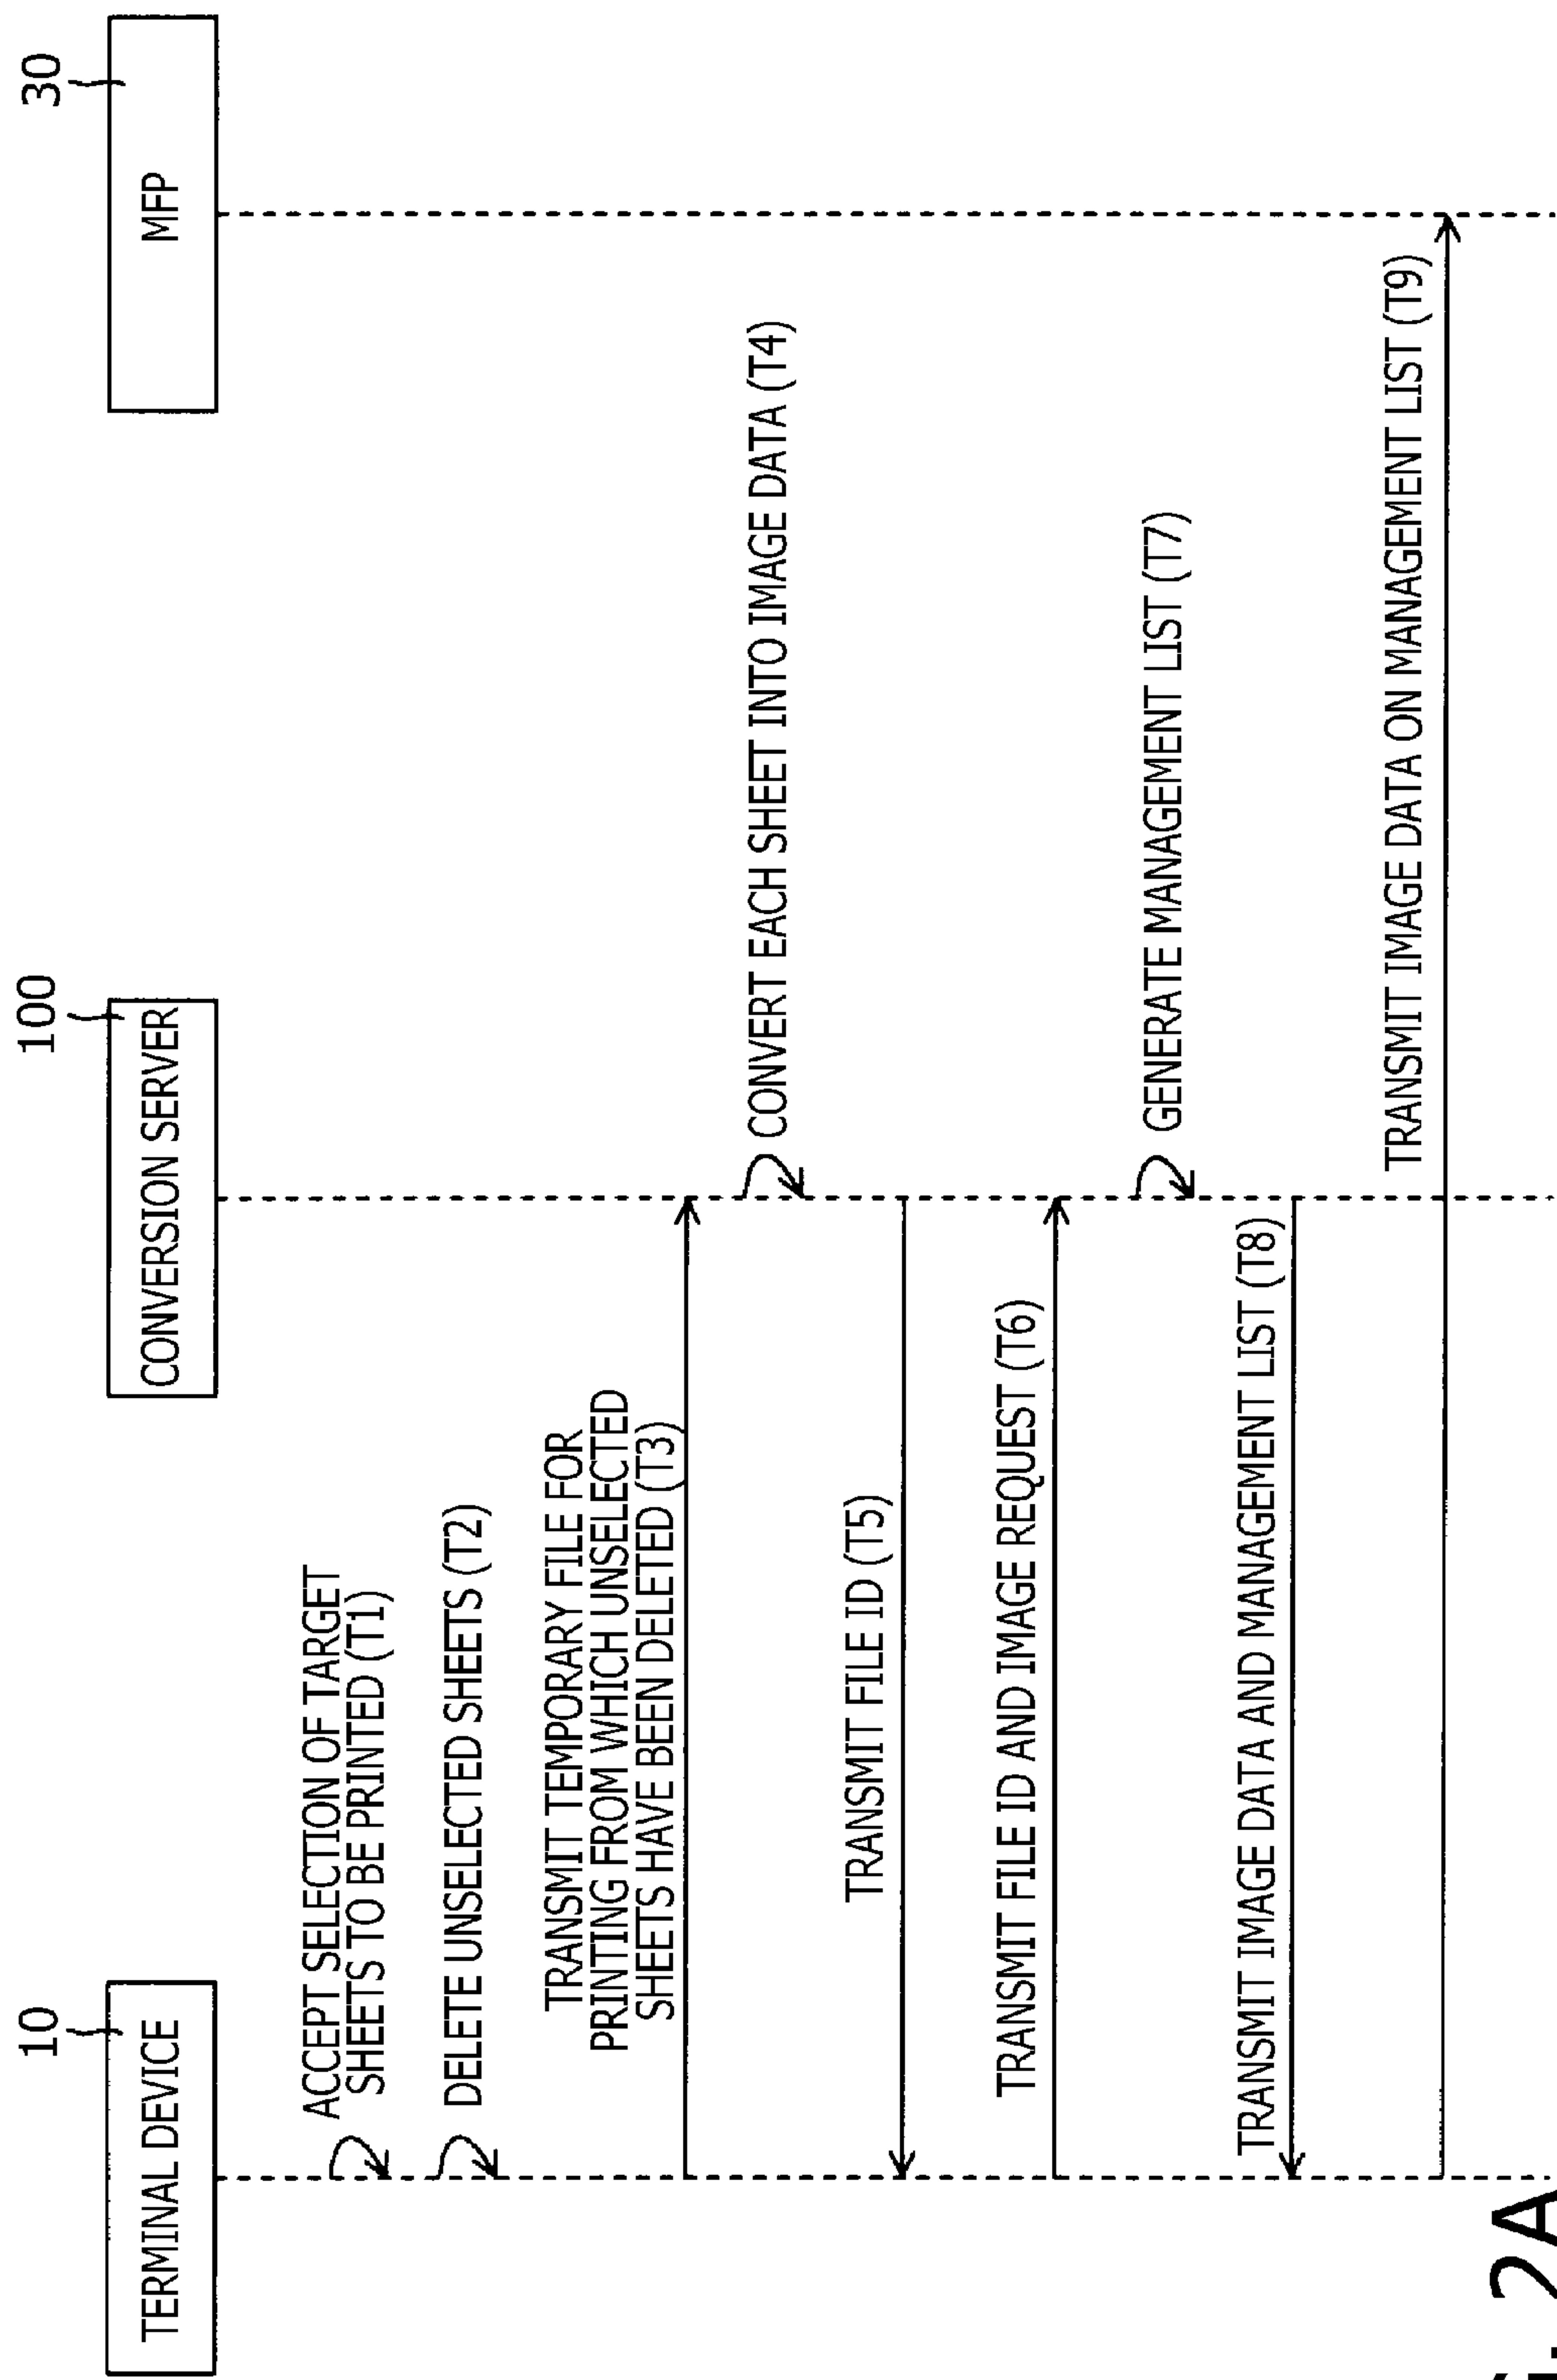 10
100
30
TERMINAL DEVICE
CONVERSION SERVER
MFP
ACCEPT SELECTION OF TARGET
SHEETS TO BE PRINTED (T1)
DELETE UNSELECTED SHEETS (T2)
TRANSMIT TEMPORARY FILE FOR
PRINTING FROM WHICH UNSELECTED
SHEETS HAVE BEEN DELETED (T3)
CONVERT EACH SHEET INTO IMAGE DATA (T4)
TRANSMIT FILE ID (T5)
TRANSMIT FILE ID AND IMAGE REQUEST (T6)
GENERATE MANAGEMENT LIST (T7)
TRANSMIT IMAGE DATA AND MANAGEMENT LIST (T8)
TRANSMIT IMAGE DATA ON MANAGEMENT LIST (T9)
2A